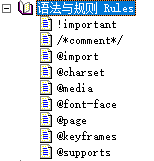 语法与规则 Rules
!important
/*comment*/
@import
@charset
@media
@font-face
@page
@keyframes
@supports